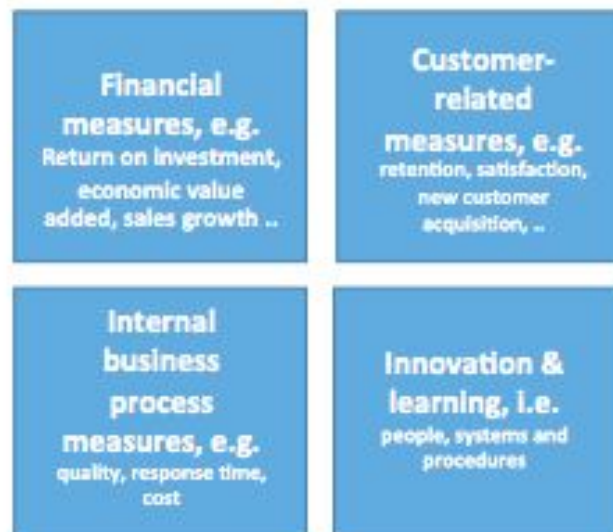 Financial
measures, e.g.
Return on investment,
economic value
added, sales growth ..
Customer-
related
measures, e.g.
retention, satisfaction,
new customer
acquisition, ..
Internal
business
process
measures, e.g.
quality, response time,
cost
Innovation &
learning, i.e.
people, systems and
procedures